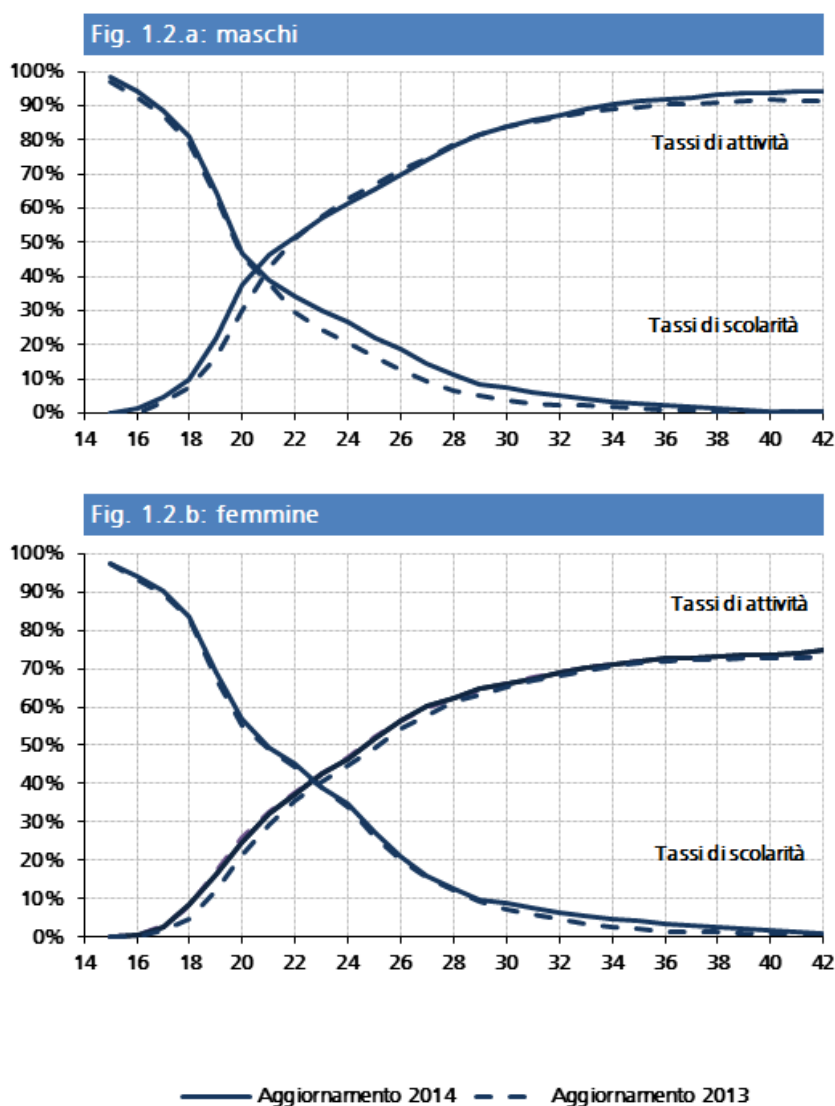 Fig. 1.2.a: maschi
100%
90%
80%
70%
60%
50%
40%
30%
20%
10%
0%
Tassi di attività
Tassi di scolarità
14 16 18 20 22 24 26 28 30 32 34 36 38 40 42
Fig. 1.2.b: femmine
100%
90%
80%
70%
60%
50%
40%
30%
20%
10%
0%
Tassi di attività
Tassi di scolarità
14 16 18 20 22 24 26 28 30 32 34 36 38 40 42
Aggiornamento 2014 Aggiornamento 2013